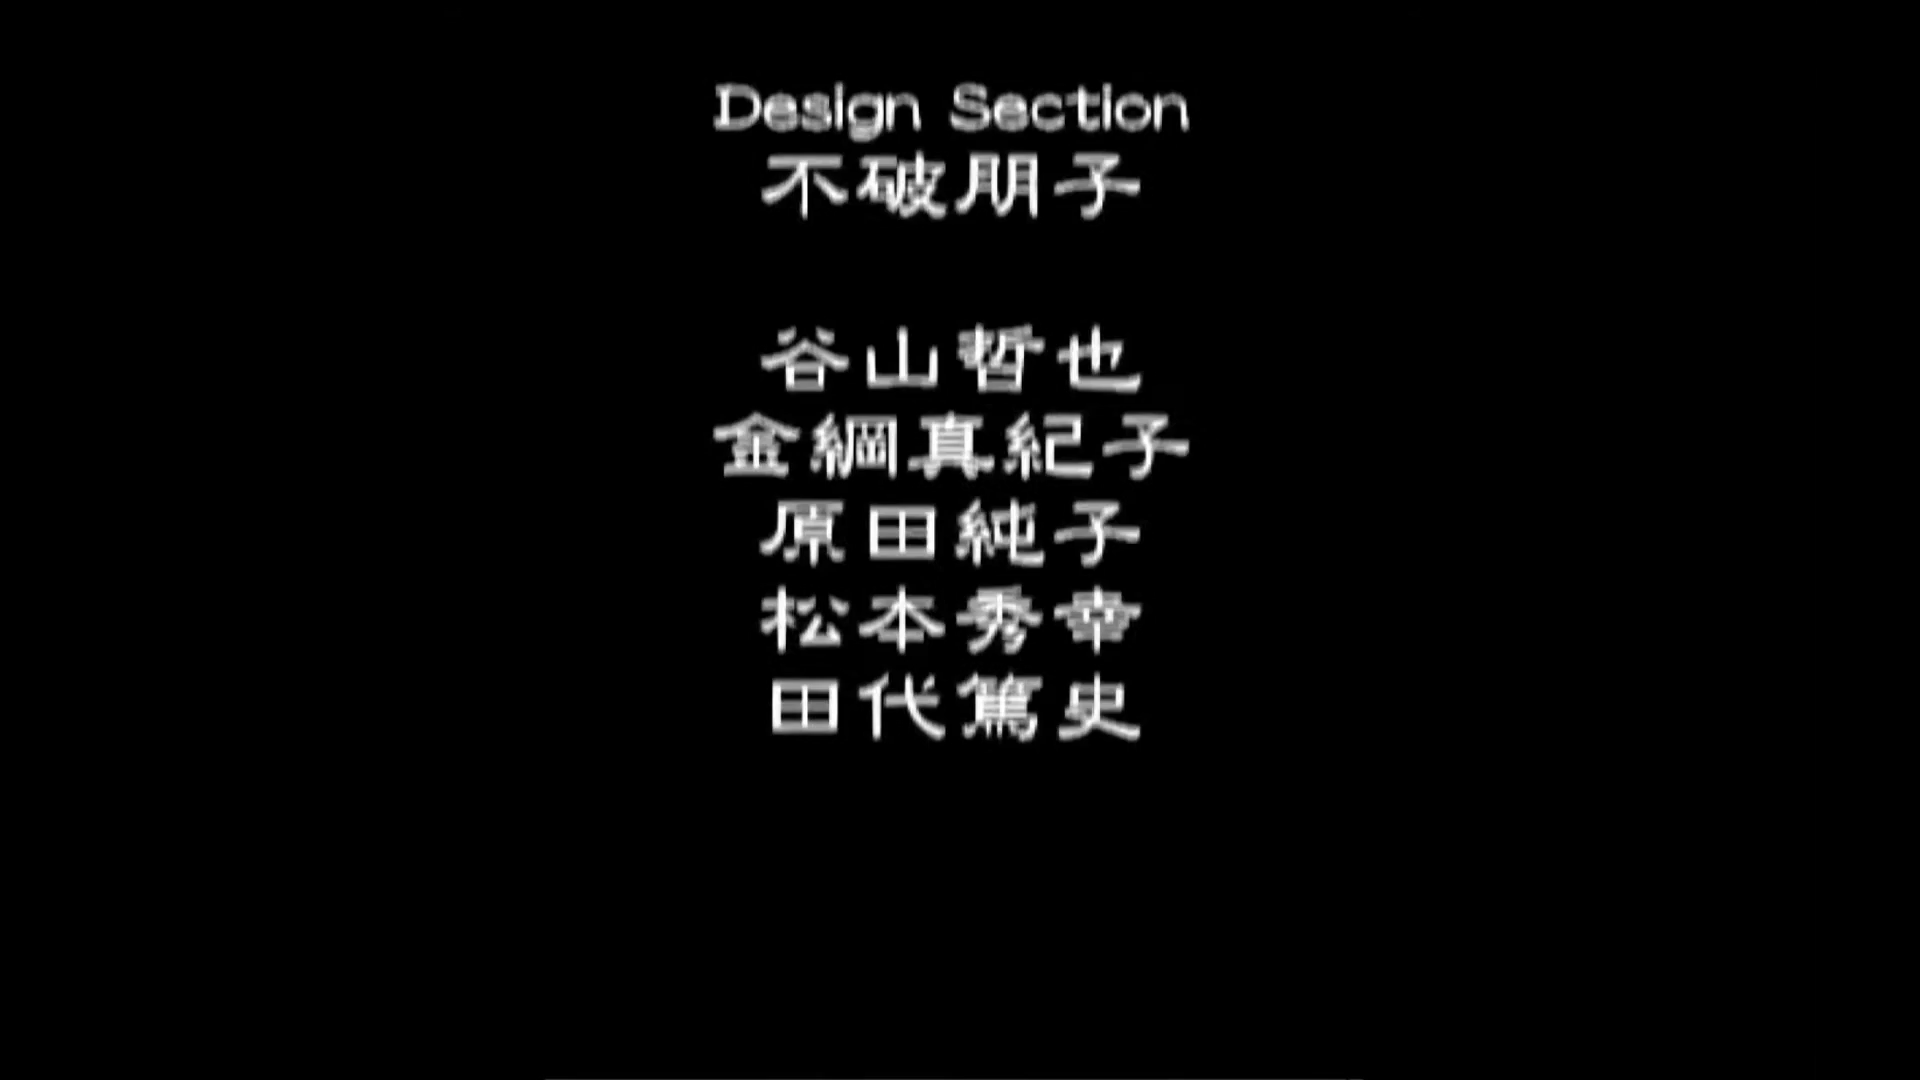 Design Section
不破朋子
谷山哲也
金綱真紀子
原田純子
松本秀幸
田代篤史